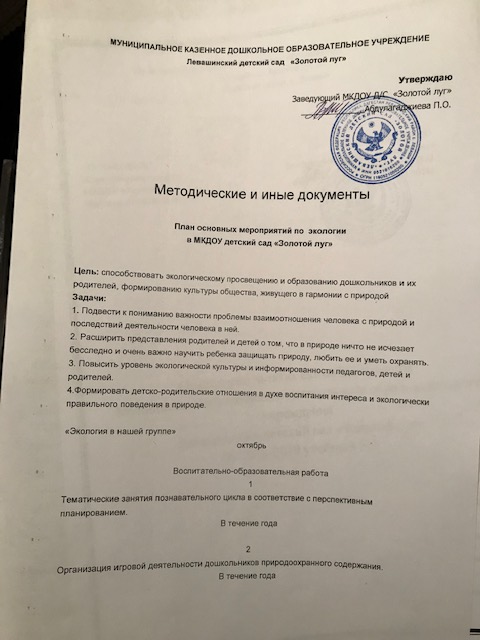 МУНИЦИПАЛЬНОЕ КАЗЕННОЕ ДОШКОЛЬНОЕ ОБРАЗОВАТЕЛЬНОЕ УЧРЕЖДЕНИЕ
Левашинский детский сад «Золотой луг»
Утверждаю
Заведующий МКДОУ Д/С «Золотой луг»
Абдулагаджиева П.О.
Методические и иные документы
План основных мероприятий по экологии
в МКДОУ детский сад «Золотой луг»
Цель: способствовать экологическому просвещению и образованию дошкольников и их
родителей, формированию культуры общества, живущего в гармонии с природой
Задачи:
1. Подвести к пониманию важности проблемы взаимоотношения человека с природой и
последствий деятельности человека в ней.
2. Расширить представления родителей и детей о том, что в природе ничто не исчезает
бесследно и очень важно научить ребенка защищать природу, любить ее и уметь охранять.
3. Повысить уровень экологической культуры и информированности педагогов, детей и
родителей.
4.Формировать детско-родительские отношения в духе воспитания интереса и экологически
правильного поведения в природе.
«Экология в нашей группе»
октябрь
Воспитательно-образовательная работа
1
Тематические занятия познавательного цикла в соответствие с перспективным
планированием.
В течение года
2
Организация игровой деятельности дошкольников природоохранного содержания.
В течение года